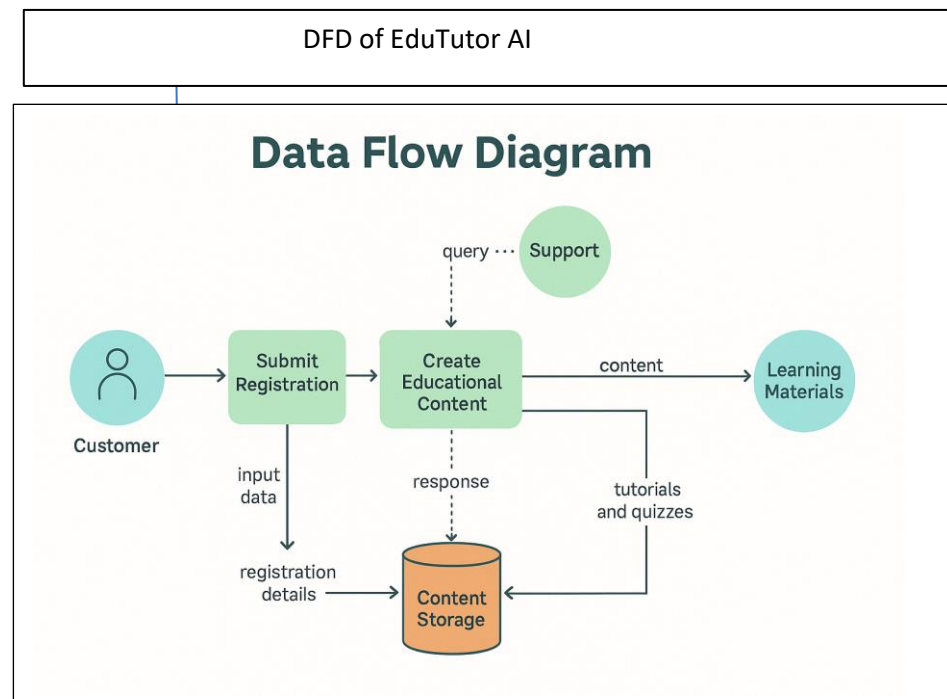 DFD of EduTutor AI
Data Flow Diagram
query
Support
Submit
Registration
Create
Educational
Content
content
Learning
Materials
Customer
input
data
response
tutorials
and quizzes
registration
details
Content
Storage